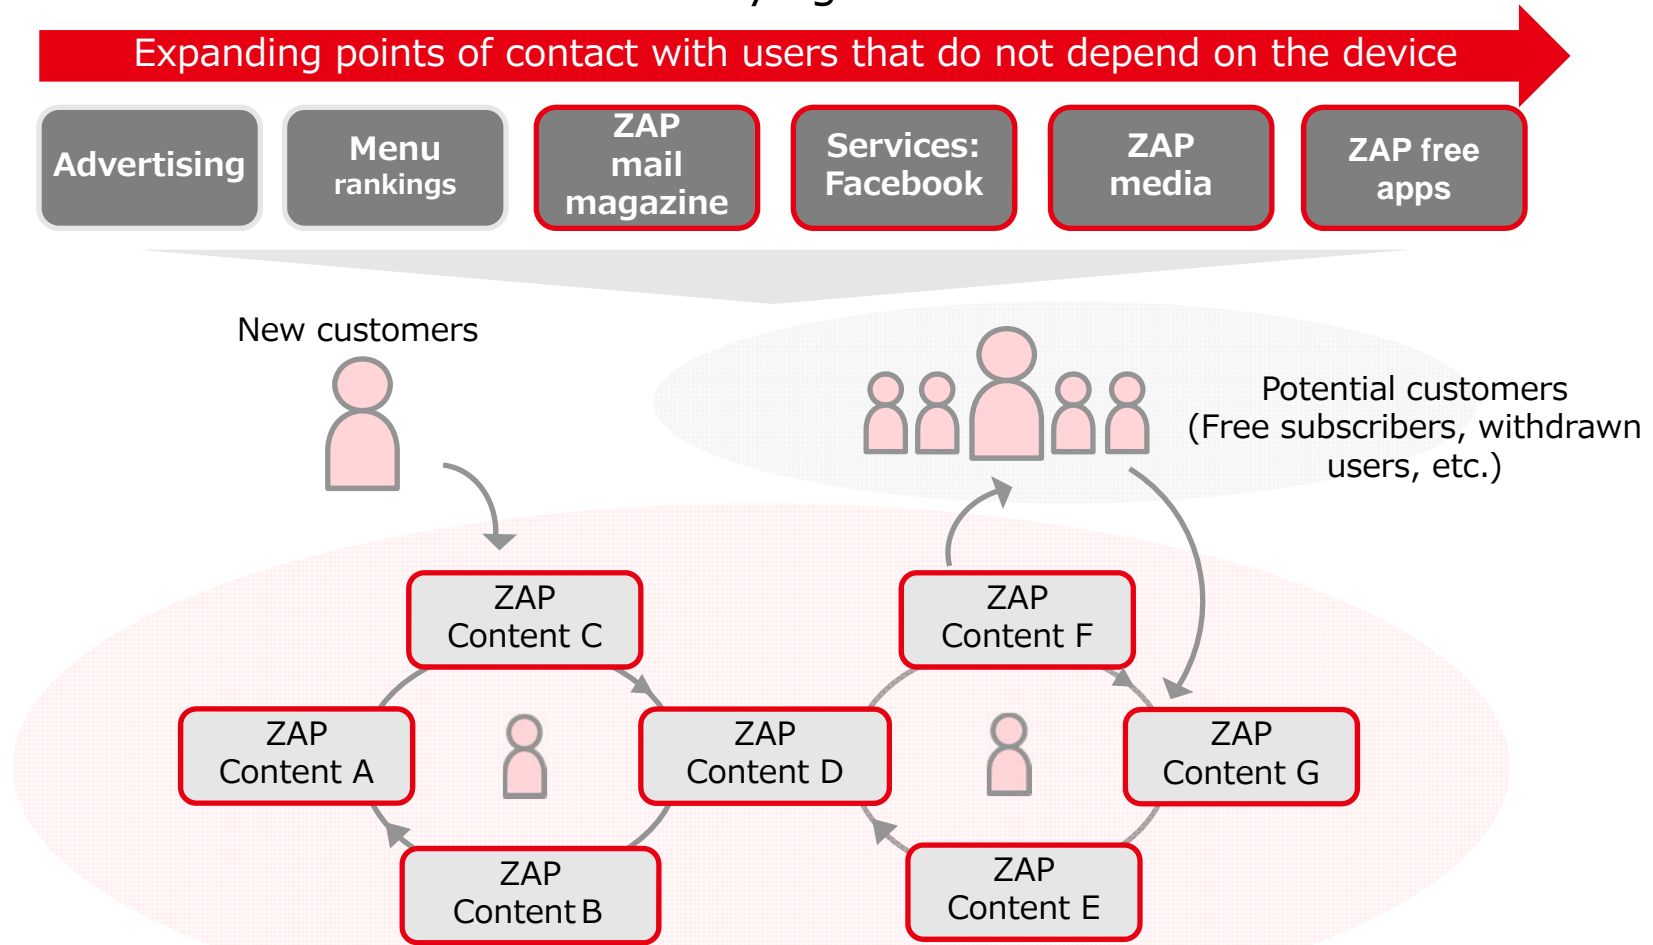 Expanding points of contact with users that do not depend on the device
Advertising
Menu
rankings
ZAP
mail
magazine
Services:
Facebook
ZAP
media
ZAP free
apps
New customers
Potential customers
(Free subscribers, withdrawn
users, etc.)
ZAP
Content C
ZAP
Content F
ZAP
Content A
ZAP
Content D
ZAP
Content G
ZAP
Content B
ZAP
Content E